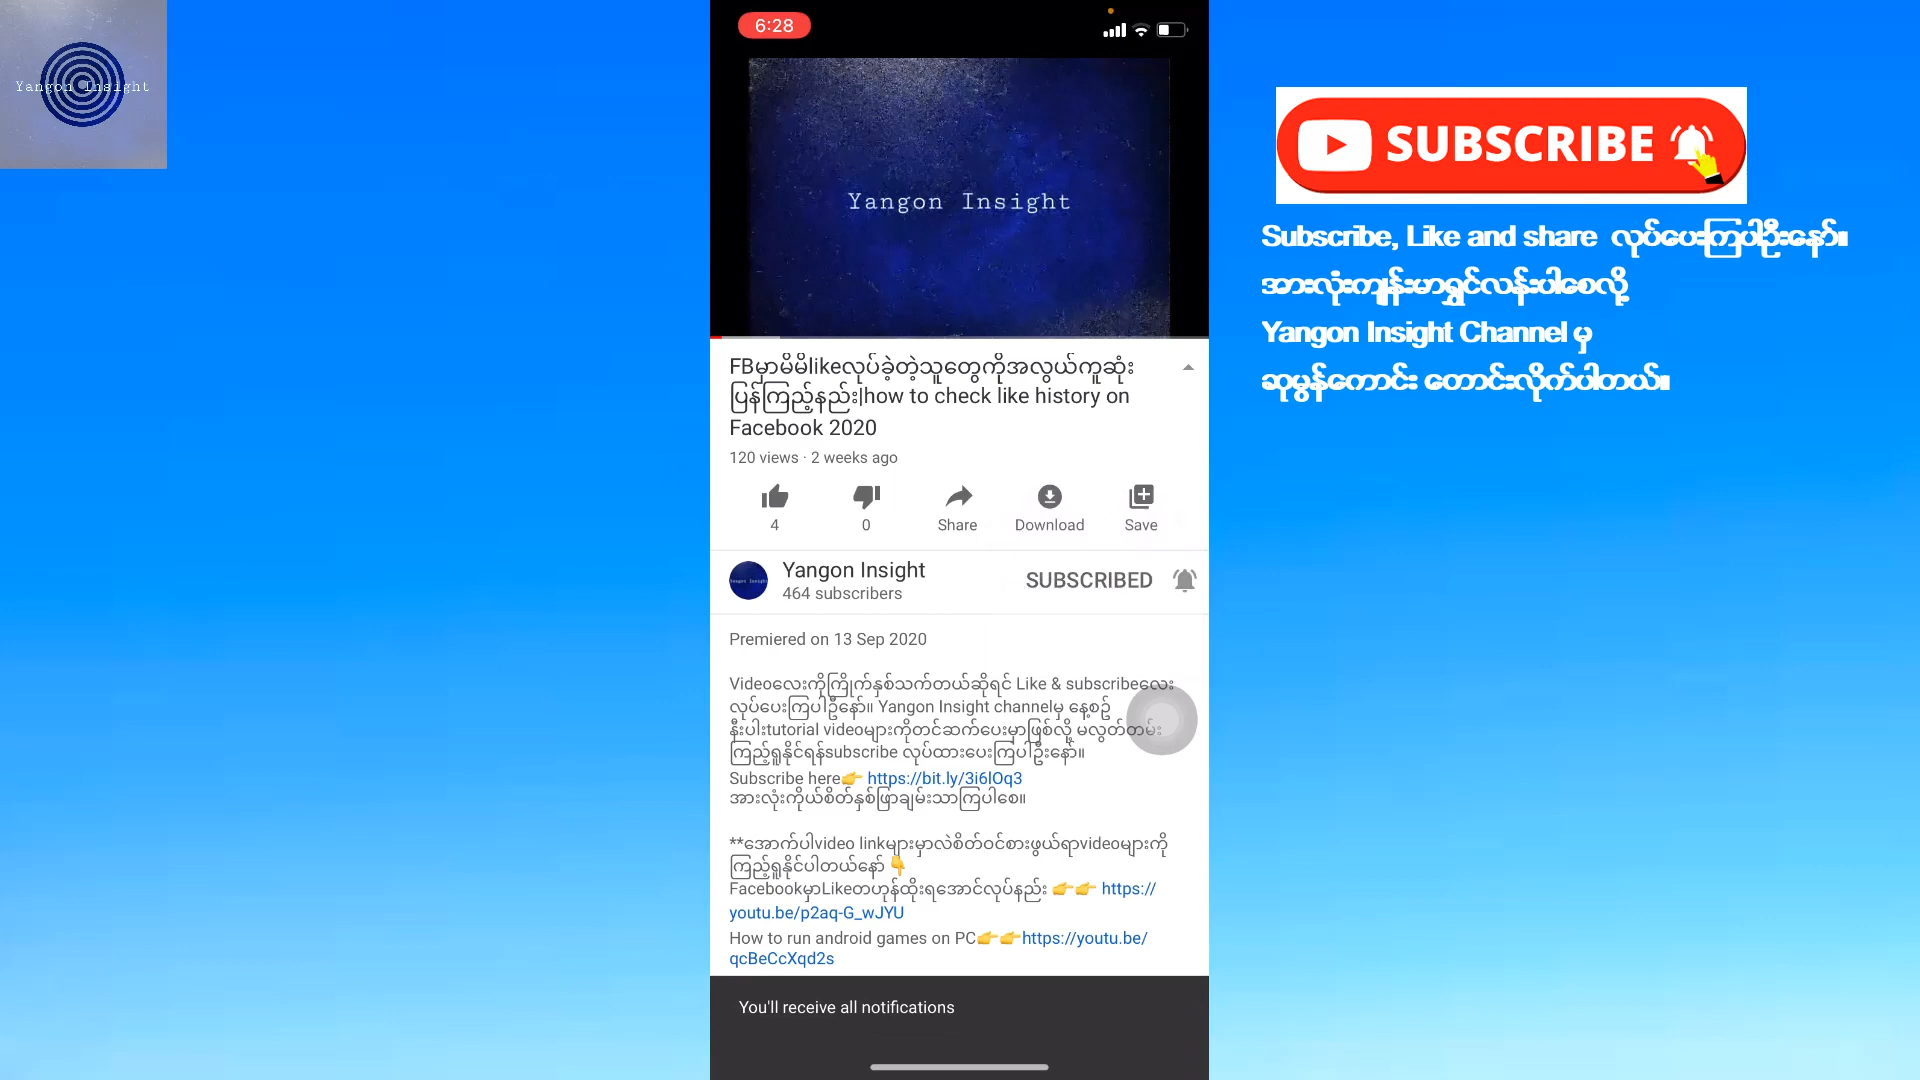 Yangon Insight
6:28
Yangon Insight
FBမှာမိမိlikeလုပ်ခဲ့တဲ့သူတွေကိုအလွယ်ကူဆုံး
ပြန်ကြည့်နည်း|how to check like history on
Facebook 2020
120 views · 2 weeks ago
4
0
Share
Download
Save
Yangon Insight
464 subscribers
SUBSCRIBED
Premiered on 13 Sep 2020
Videoလေးကိုကြိုက်နှစ်သက်တယ်ဆိုရင် Like & subscribeလေး
လုပ်ပေးကြပါဦနော်။ Yangon Insight channelမှ နေ့စဥ်
နီးပါးtutorial videoများကိုတင်ဆက်ပေးမှာဖြစ်လို့ မလွတ်တမ်း
ကြည့်ရူနိုင်ရန်subscribe လုပ်ထားပေးကြပါဦးနော်။
Subscribe here👉 https://bit.ly/3i6lOq3
အားလုံးကိုယ်စိတ်နှစ်ဖြာချမ်းသာကြပါစေ။
**အောက်ပါvideo linkများမှာလဲစိတ်ဝင်စားဖွယ်ရာvideoများကို
ကြည့်ရူနိုင်ပါတယ်နော်👇
FacebookမှာLikeတဟုန်ထိုးရအောင်လုပ်နည်း 👉👉 https://
youtu.be/p2aq-G_wJYU
How to run android games on PC👉👉https://youtu.be/
qcBeCcXqd2s
You'll receive all notifications
SUBSCRIBE
Subscribe, Like and share လုပ်ပေးကြပါဦးနော်။
အားလုံးကျန်းမာရွှင်လန်းပါစေလို့
Yangon Insight Channel မှ
ဆုမွန်ကောင်း တောင်းလိုက်ပါတယ်။